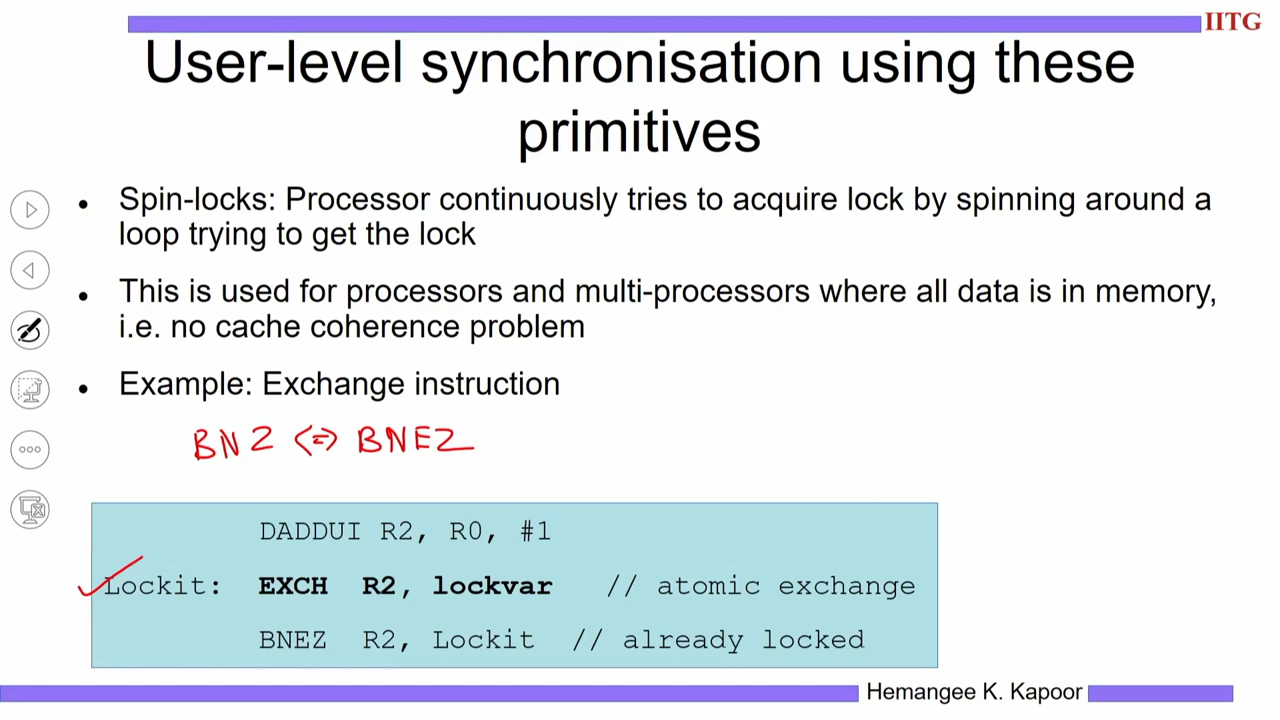 IITG
User-level synchronisation using these
primitives
• Spin-locks: Processor continuously tries to acquire lock by spinning around a
loop trying to get the lock
• This is used for processors and multi-processors where all data is in memory,
i.e. no cache coherence problem
• Example: Exchange instruction
BNZ <=> BNEZ
DADDUI R2, R0, #1
Lockit: EXCH R2, lockvar // atomic exchange
BNEZ R2, Lockit // already locked
Hemangee K. Kapoor